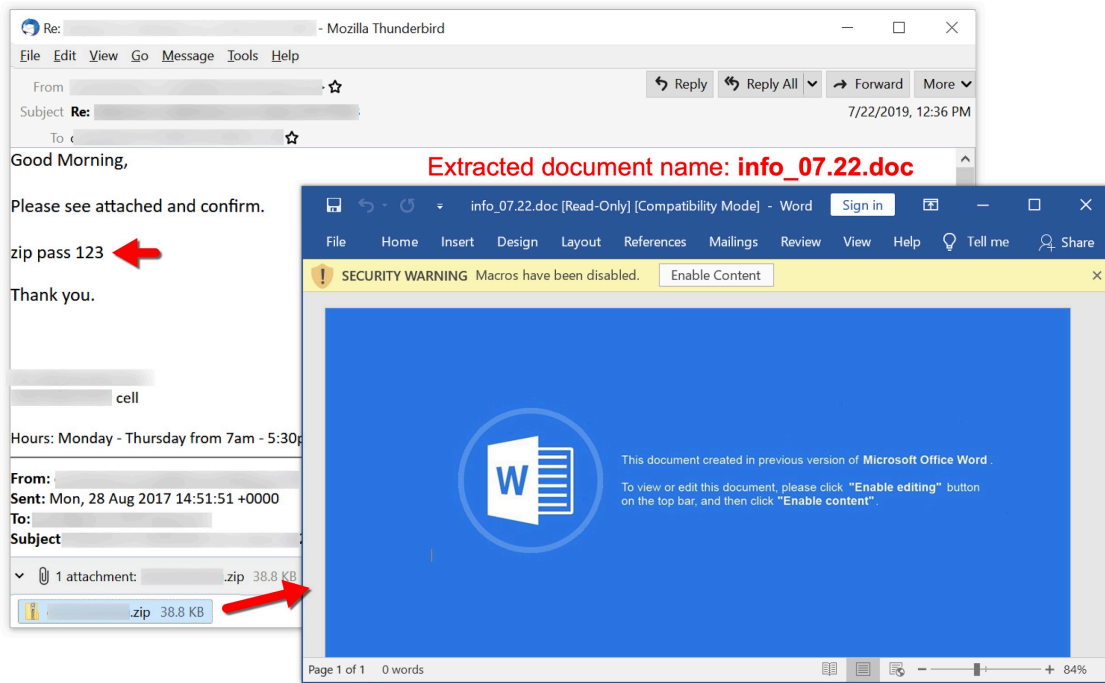 Re: - Mozilla Thunderbird
File Edit View Go Message Tools Help
From
Reply Reply All Forward More
Subject Re:
7/22/2019, 12:36 PM
To
Good Morning,
Please see attached and confirm.
zip pass 123
Thank you.
cell
Hours: Monday - Thursday from 7am - 5:30p
From:
Sent: Mon, 28 Aug 2017 14:51:51 +0000
To:
Subject
1 attachment: .zip 38.8 KB
.zip 38.8 KB
Extracted document name: info_07.22.doc
info_07.22.doc [Read-Only] [Compatibility Mode] - Word Sign in
File Home Insert Design Layout References Mailings Review View Help Tell me Share
SECURITY WARNING Macros have been disabled. Enable Content
W
This document created in previous version of Microsoft Office Word .
To view or edit this document, please click "Enable editing" button
on the top bar, and then click "Enable content".
Page 1 of 1 0 words
84%